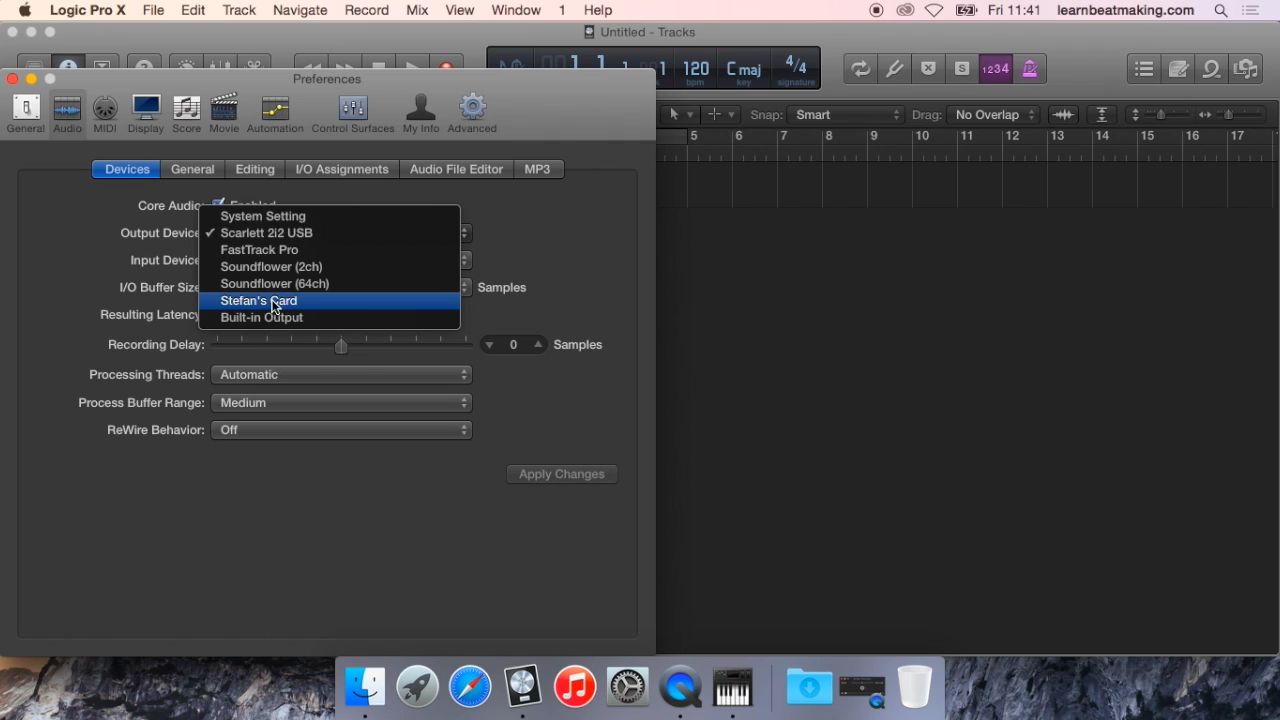 Logic Pro X File Edit Track Navigate Record Mix View Window 1 Help Fri 11:41 learnbeatmaking.com
Untitled - Tracks
120 C maj 4/4
bpm key signature
1234
Preferences
General Audio MIDI Display Score Movie Automation Control Surfaces My Info Advanced
Snap: Smart Drag: No Overlap
5 6 7 8 9 10 11 12 13 14 15 16 17
Devices General Editing I/O Assignments Audio File Editor MP3
Core Audio: Enabled
System Setting
Output Device ✓ Scarlett 2i2 USB
FastTrack Pro
Input Device Soundflower (2ch)
I/O Buffer Size Soundflower (64ch) Samples
Stefan's Card
Resulting Latency Built-in Output
Recording Delay: 0 Samples
Processing Threads: Automatic
Process Buffer Range: Medium
ReWire Behavior: Off
Apply Changes